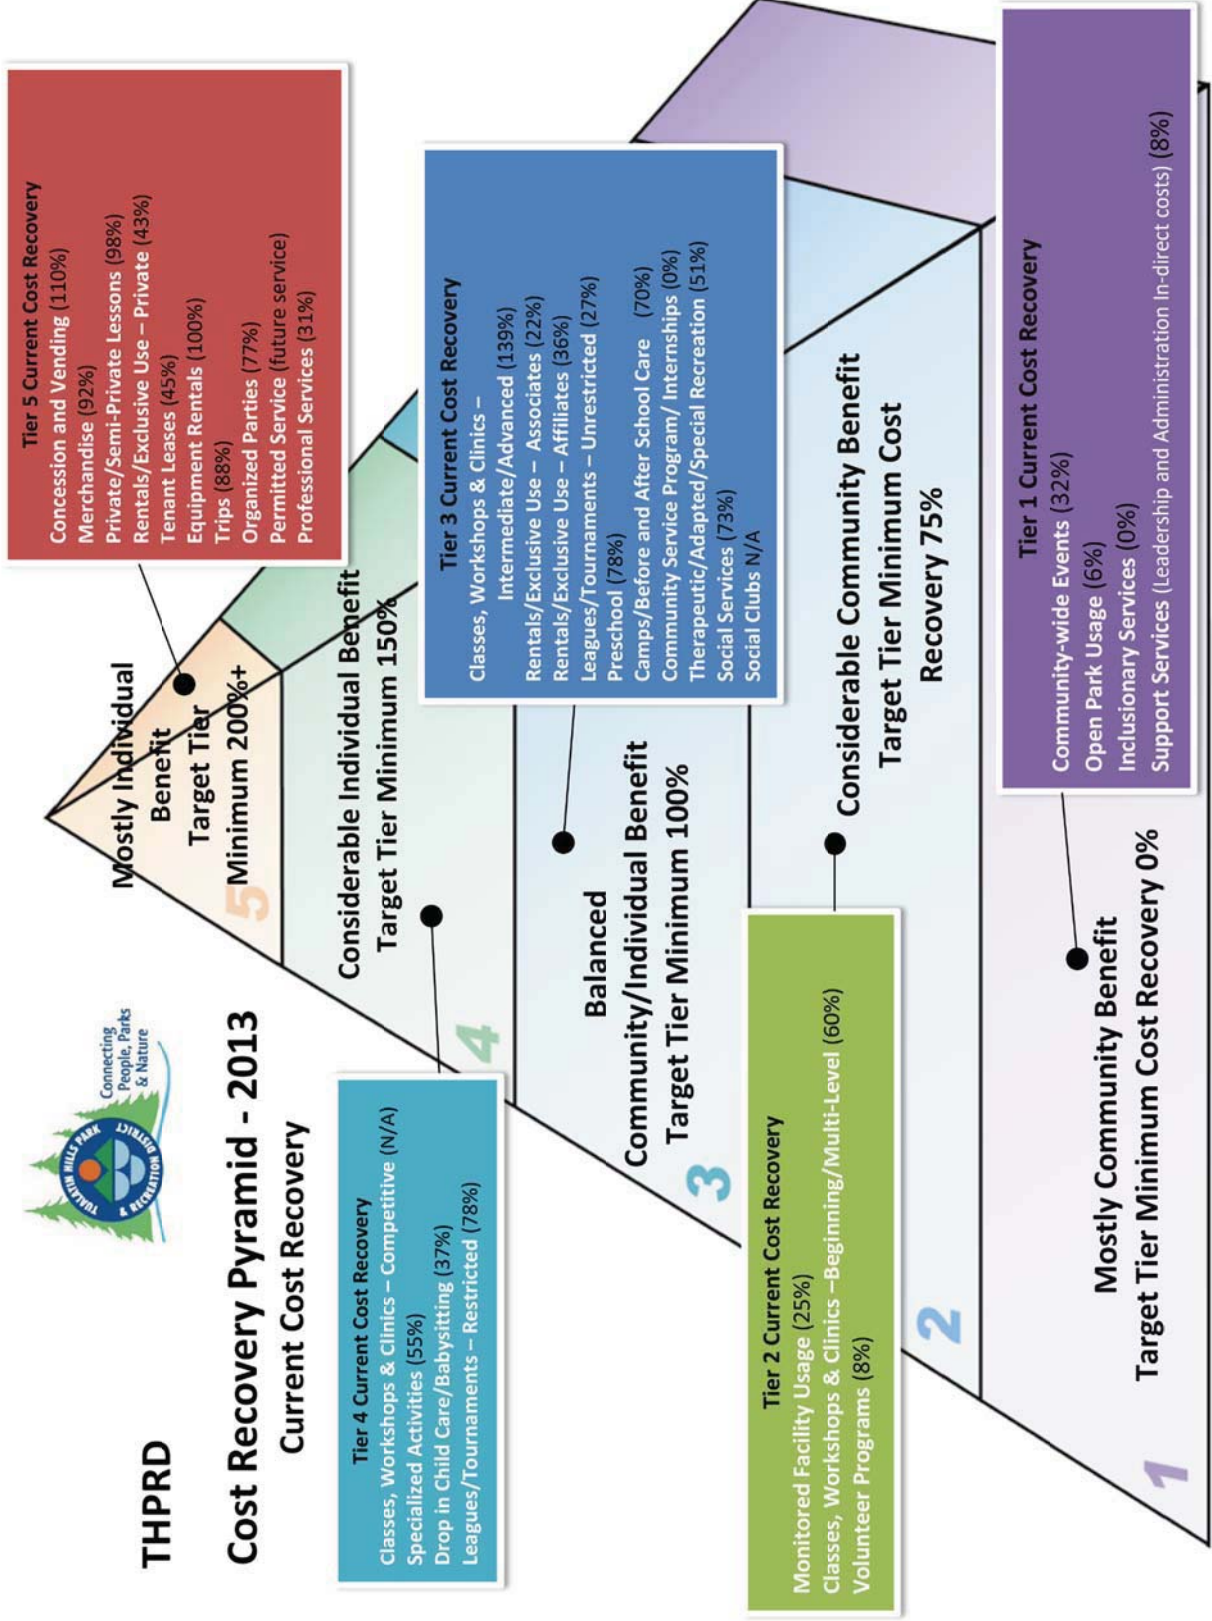 THPRD
Cost Recovery Pyramid - 2013
Current Cost Recovery
TUALATIN HILLS PARK
& RECREATION DISTRICT
Connecting
People, Parks
& Nature
Mostly Individual
Benefit
Target Tier
Minimum 200%+
5
Tier 5 Current Cost Recovery
Concession and Vending (110%)
Merchandise (92%)
Private/Semi-Private Lessons (98%)
Rentals/Exclusive Use – Private (43%)
Tenant Leases (45%)
Equipment Rentals (100%)
Trips (88%)
Organized Parties (77%)
Permitted Service (future service)
Professional Services (31%)
Tier 4 Current Cost Recovery
Classes, Workshops & Clinics – Competitive (N/A)
Specialized Activities (55%)
Drop in Child Care/Babysitting (37%)
Leagues/Tournaments – Restricted (78%)
Considerable Individual Benefit
Target Tier Minimum 150%
4
Balanced
Community/Individual Benefit
Target Tier Minimum 100%
3
Tier 3 Current Cost Recovery
Classes, Workshops & Clinics –
Intermediate/Advanced (139%)
Rentals/Exclusive Use – Associates (22%)
Rentals/Exclusive Use – Affiliates (36%)
Leagues/Tournaments – Unrestricted (27%)
Preschool (78%)
Camps/Before and After School Care (70%)
Community Service Program/ Internships (0%)
Therapeutic/Adapted/Special Recreation (51%)
Social Services (73%)
Social Clubs N/A
Tier 2 Current Cost Recovery
Monitored Facility Usage (25%)
Classes, Workshops & Clinics –Beginning/Multi-Level (60%)
Volunteer Programs (8%)
Considerable Community Benefit
Target Tier Minimum Cost
Recovery 75%
2
Mostly Community Benefit
Target Tier Minimum Cost Recovery 0%
1
Tier 1 Current Cost Recovery
Community-wide Events (32%)
Open Park Usage (6%)
Inclusionary Services (0%)
Support Services (Leadership and Administration In-direct costs) (8%)